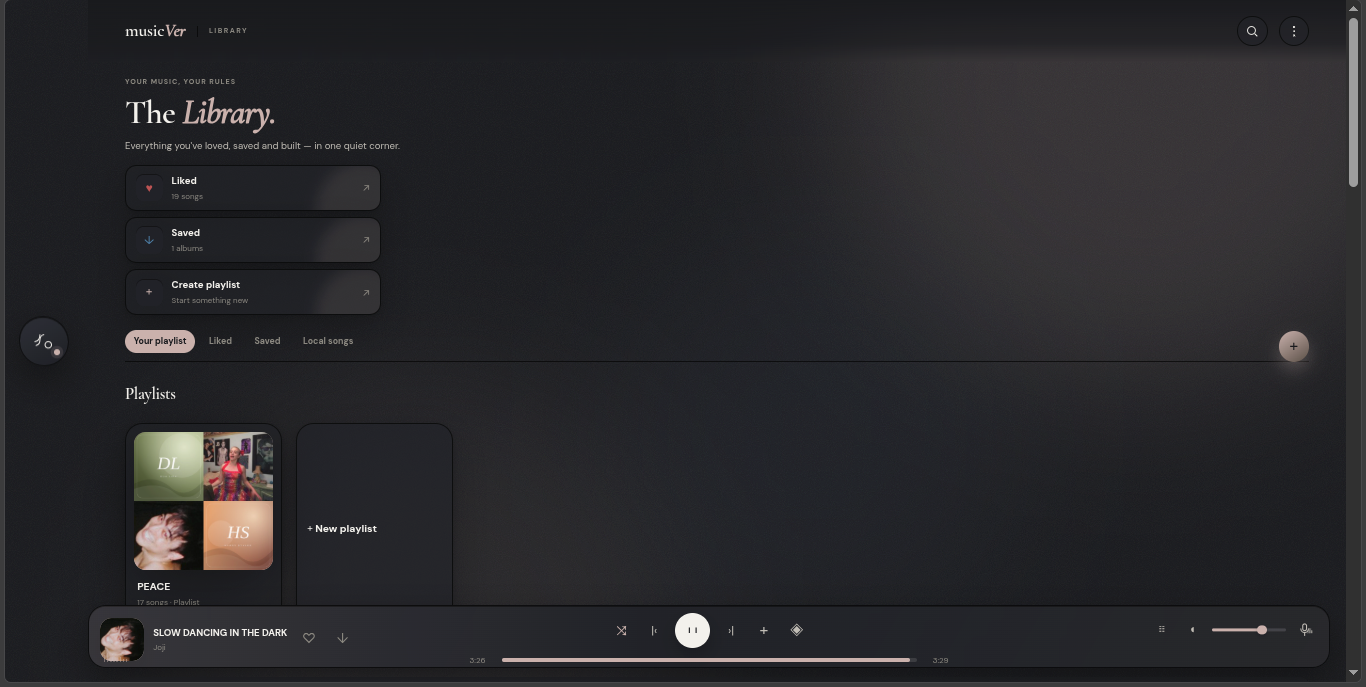 musicVer LIBRARY
YOUR MUSIC, YOUR RULES
The Library.
Everything you've loved, saved and built — in one quiet corner.
Liked
19 songs
Saved
1 albums
Create playlist
Start something new
Your playlist Liked Saved Local songs
Playlists
DL
HS
+ New playlist
PEACE
17 songs · Playlist
SLOW DANCING IN THE DARK
Joji
3:26 3:29